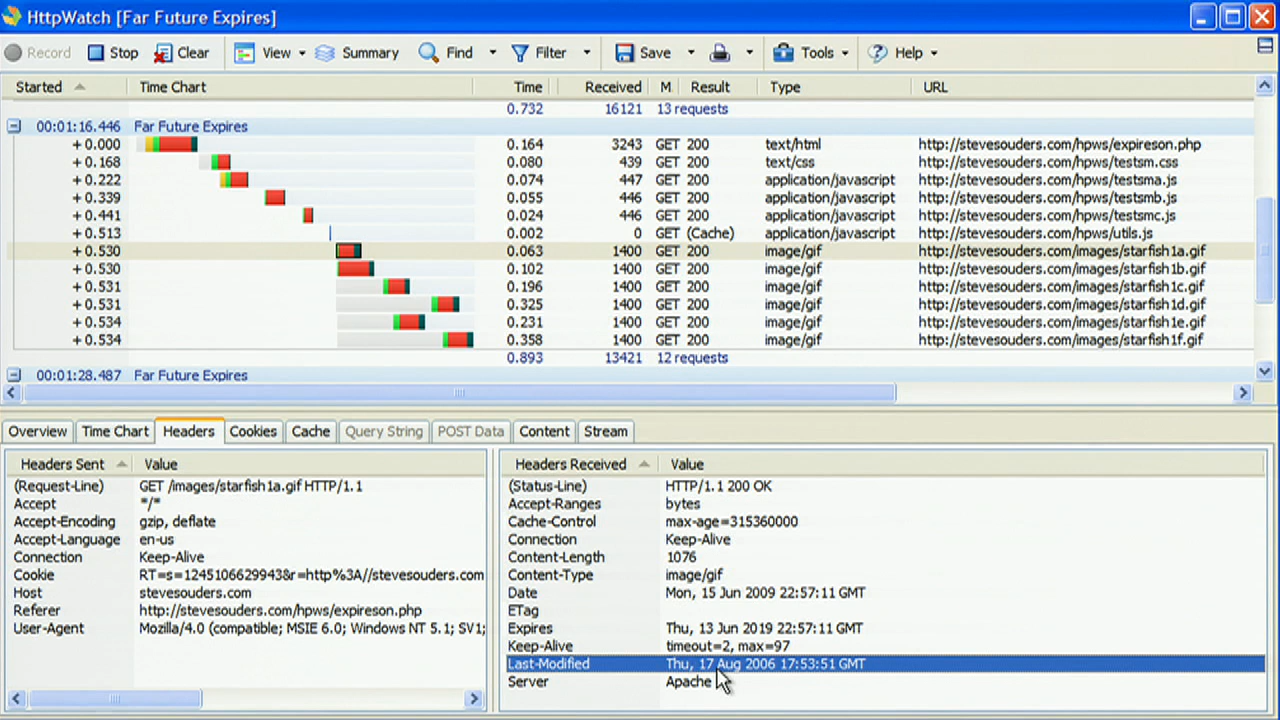 HttpWatch [Far Future Expires]
Record Stop Clear View Summary Find Filter Save Tools Help
Started Time Chart Time Received M Result Type URL
0.732 16121 13 requests
00:01:16.446 Far Future Expires
+ 0.000 0.164 3243 GET 200 text/html http://stevesouders.com/hpws/expireson.php
+ 0.168 0.080 439 GET 200 text/css http://stevesouders.com/hpws/testsm.css
+ 0.222 0.074 447 GET 200 application/javascript http://stevesouders.com/hpws/testsma.js
+ 0.339 0.055 446 GET 200 application/javascript http://stevesouders.com/hpws/testsmb.js
+ 0.441 0.024 446 GET 200 application/javascript http://stevesouders.com/hpws/testsmc.js
+ 0.513 0.002 0 GET (Cache) application/javascript http://stevesouders.com/hpws/utils.js
+ 0.530 0.063 1400 GET 200 image/gif http://stevesouders.com/images/starfish1a.gif
+ 0.530 0.102 1400 GET 200 image/gif http://stevesouders.com/images/starfish1b.gif
+ 0.531 0.196 1400 GET 200 image/gif http://stevesouders.com/images/starfish1c.gif
+ 0.531 0.325 1400 GET 200 image/gif http://stevesouders.com/images/starfish1d.gif
+ 0.534 0.231 1400 GET 200 image/gif http://stevesouders.com/images/starfish1e.gif
+ 0.534 0.358 1400 GET 200 image/gif http://stevesouders.com/images/starfish1f.gif
0.893 13421 12 requests
00:01:28.487 Far Future Expires
Overview Time Chart Headers Cookies Cache Query String POST Data Content Stream
Headers Sent Value
(Request-Line) GET /images/starfish1a.gif HTTP/1.1
Accept */*
Accept-Encoding gzip, deflate
Accept-Language en-us
Connection Keep-Alive
Cookie RT=s=1245106629943&r=http%3A//stevesouders.com
Host stevesouders.com
Referer http://stevesouders.com/hpws/expireson.php
User-Agent Mozilla/4.0 (compatible; MSIE 6.0; Windows NT 5.1; SV1;
Headers Received Value
(Status-Line) HTTP/1.1 200 OK
Accept-Ranges bytes
Cache-Control max-age=315360000
Connection Keep-Alive
Content-Length 1076
Content-Type image/gif
Date Mon, 15 Jun 2009 22:57:11 GMT
ETag
Expires Thu, 13 Jun 2019 22:57:11 GMT
Keep-Alive timeout=2, max=97
Last-Modified Thu, 17 Aug 2006 17:53:51 GMT
Server Apache